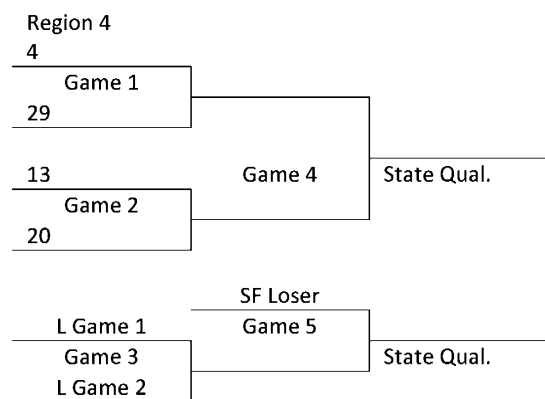 Region 4
4
Game 1
29
13
Game 4
State Qual.
Game 2
20
SF Loser
L Game 1
Game 5
Game 3
State Qual.
L Game 2